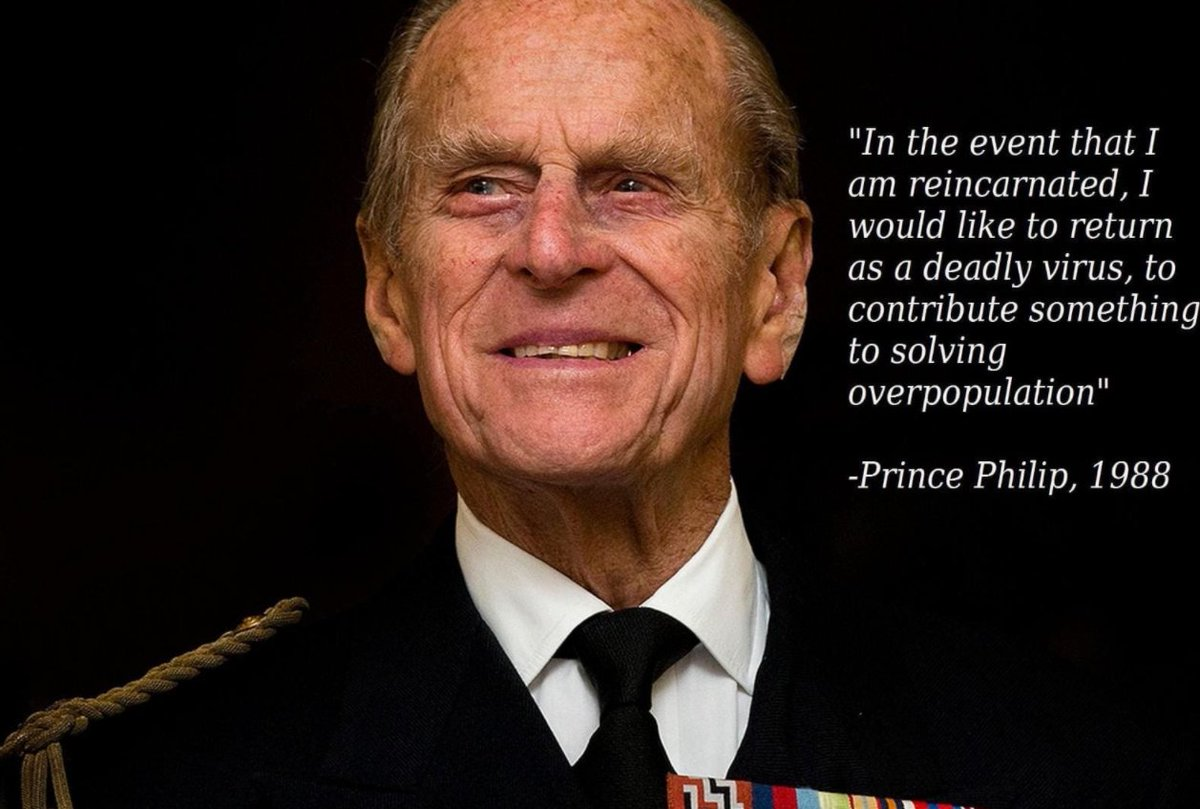 "In the event that I
am reincarnated, I
would like to return
as a deadly virus, to
contribute something
to solving
overpopulation"
-Prince Philip, 1988